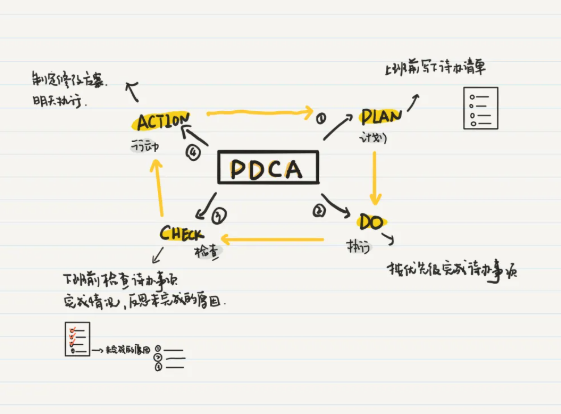 上班前写下待办清单
制定修改方案.
明天执行.
ACTION
行动
①
PLAN
计划
④
PDCA
③
②
CHECK
检查
DO
执行
按优先级完成待办事项
下班前检查待办事项
完成情况,反思未完成的原因.
未完成的原因 ①
②
③